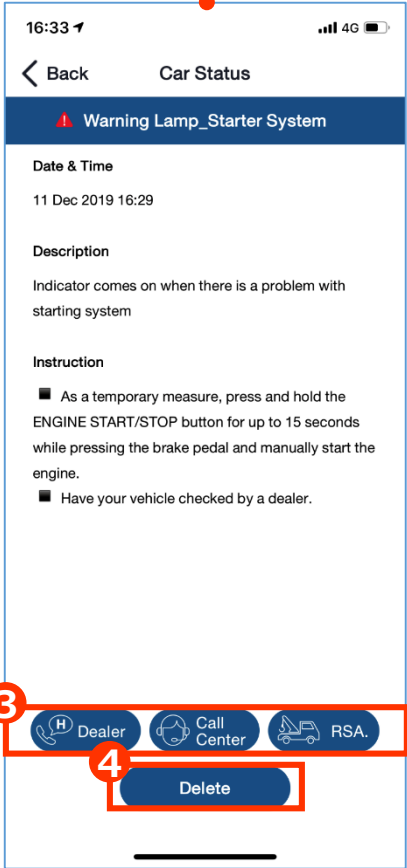 16:33 4G
Back Car Status
Warning Lamp_Starter System
Date & Time
11 Dec 2019 16:29
Description
Indicator comes on when there is a problem with
starting system
Instruction
■ As a temporary measure, press and hold the
ENGINE START/STOP button for up to 15 seconds
while pressing the brake pedal and manually start the
engine.
■ Have your vehicle checked by a dealer.
3
H Dealer
Call
Center
RSA.
4
Delete